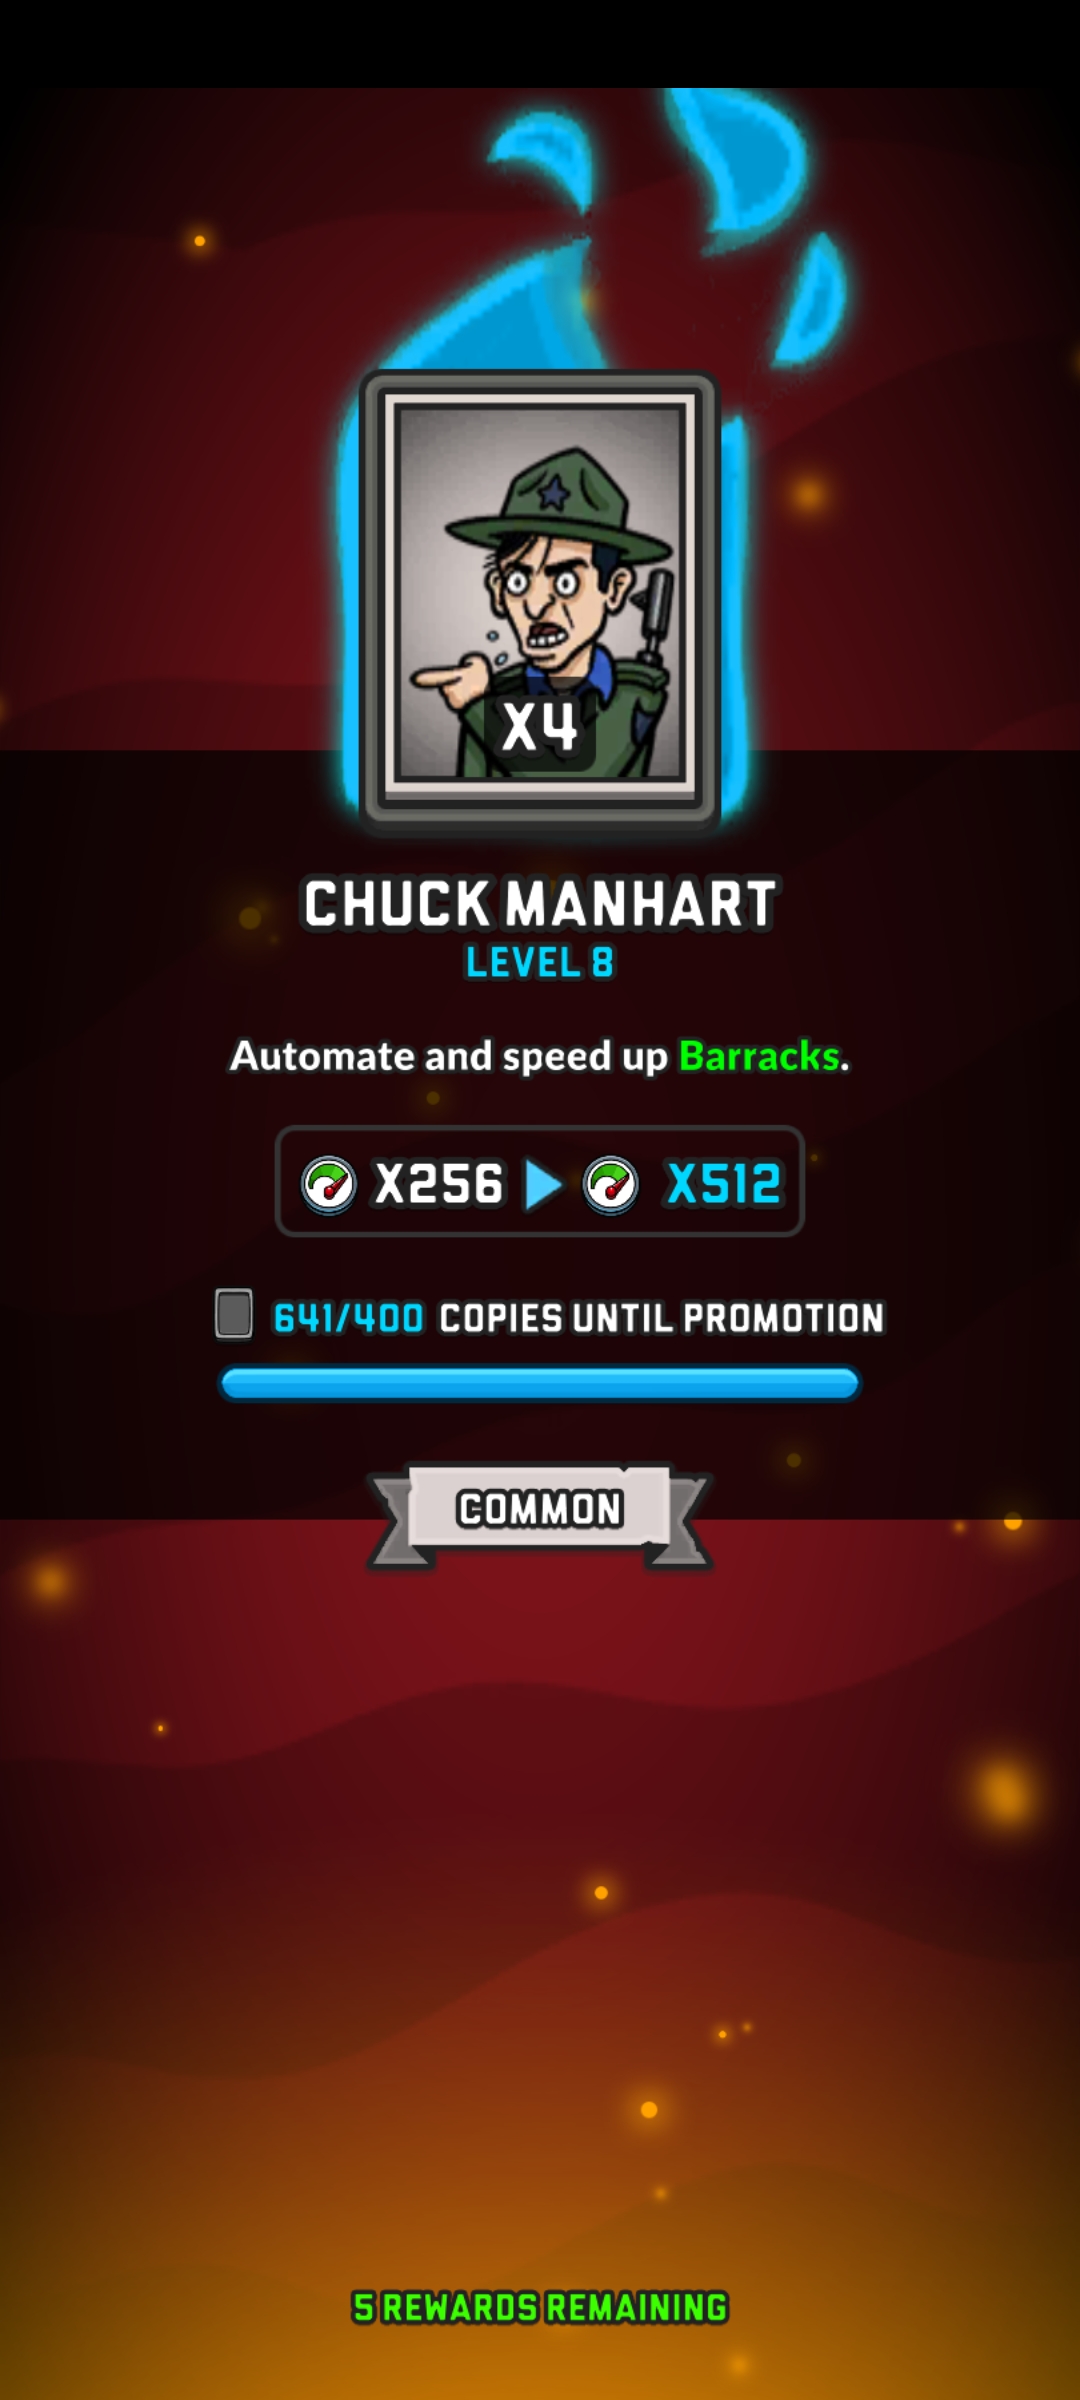 X4
CHUCK MANHART
LEVEL 8
Automate and speed up Barracks.
X256 X512
641/400 COPIES UNTIL PROMOTION
COMMON
5 REWARDS REMAINING